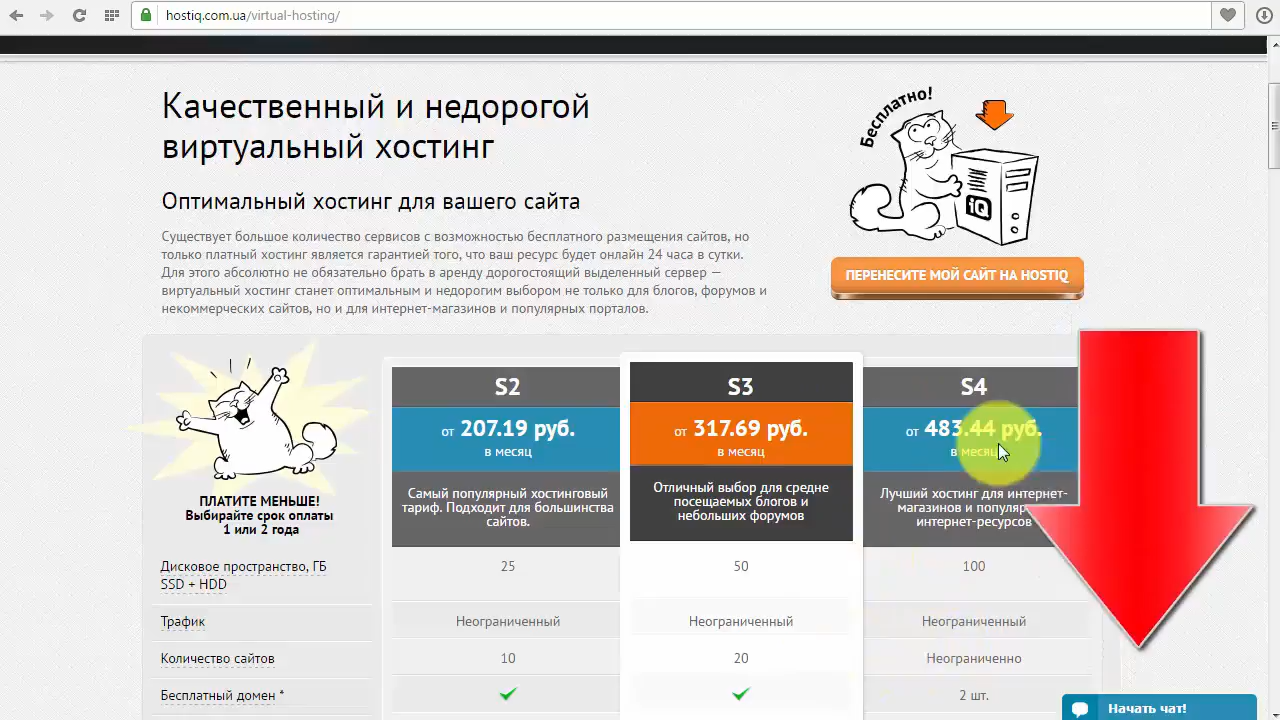 hostiq.com.ua/virtual-hosting/
Качественный и недорогой
виртуальный хостинг
Бесплатно!
Оптимальный хостинг для вашего сайта
Существует большое количество сервисов с возможностью бесплатного размещения сайтов, но
только платный хостинг является гарантией того, что ваш ресурс будет онлайн 24 часа в сутки.
Для этого абсолютно не обязательно брать в аренду дорогостоящий выделенный сервер —
виртуальный хост станет оптимальным и недорогим выбором не только для блогов, форумов и
некоммерческих сайтов, но и для интернет-магазинов и популярных порталов.
iQ
ПЕРЕНЕСИТЕ МОЙ САЙТ НА HOSTIQ
ПЛАТИТЕ МЕНЬШЕ!
Выбирайте срок оплаты
1 или 2 года
S2 S3 S4
от 207.19 руб. от 317.69 руб. от 483.44 руб.
в месяц в месяц в месяц
Самый популярный хостинговый
тариф. Подходит для большинства
сайтов.
Отличный выбор для средне
посещаемых блогов и
небольших форумов
Лучший хостинг для интернет-
магазинов и популяр
интернет-ресурсов
Дисковое пространство, ГБ
SSD + HDD
25 50 100
Трафик Неограниченный Неограниченный Неограниченный
Количество сайтов 10 20 Неограниченно
Бесплатный домен * 2 шт.
Начать чат!